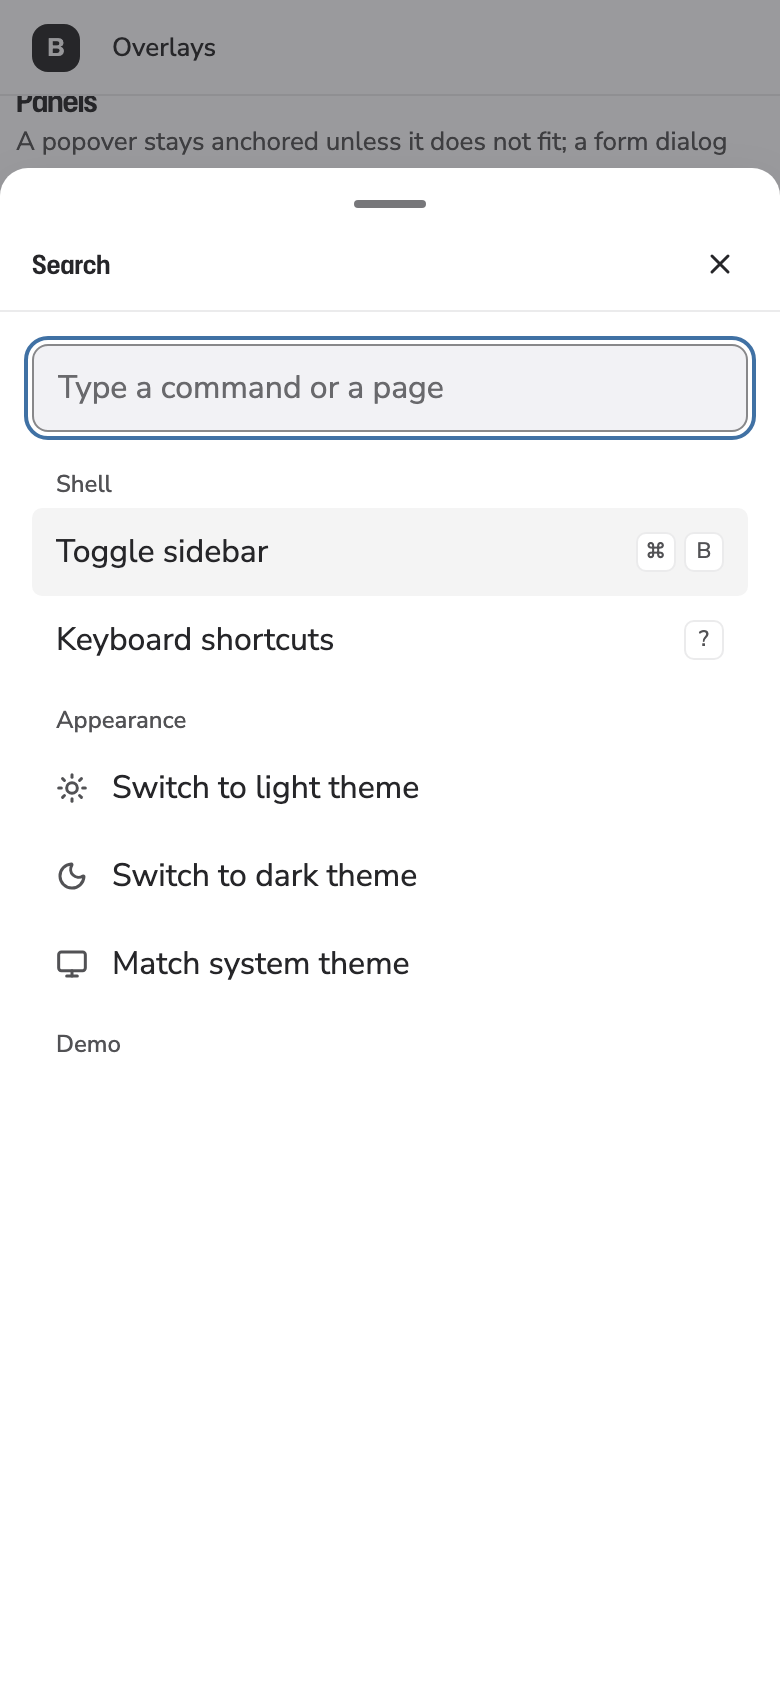 B Overlays
Panels
A popover stays anchored unless it does not fit; a form dialog
Search
Type a command or a page
Shell
Toggle sidebar ⌘ B
Keyboard shortcuts ?
Appearance
Switch to light theme
Switch to dark theme
Match system theme
Demo